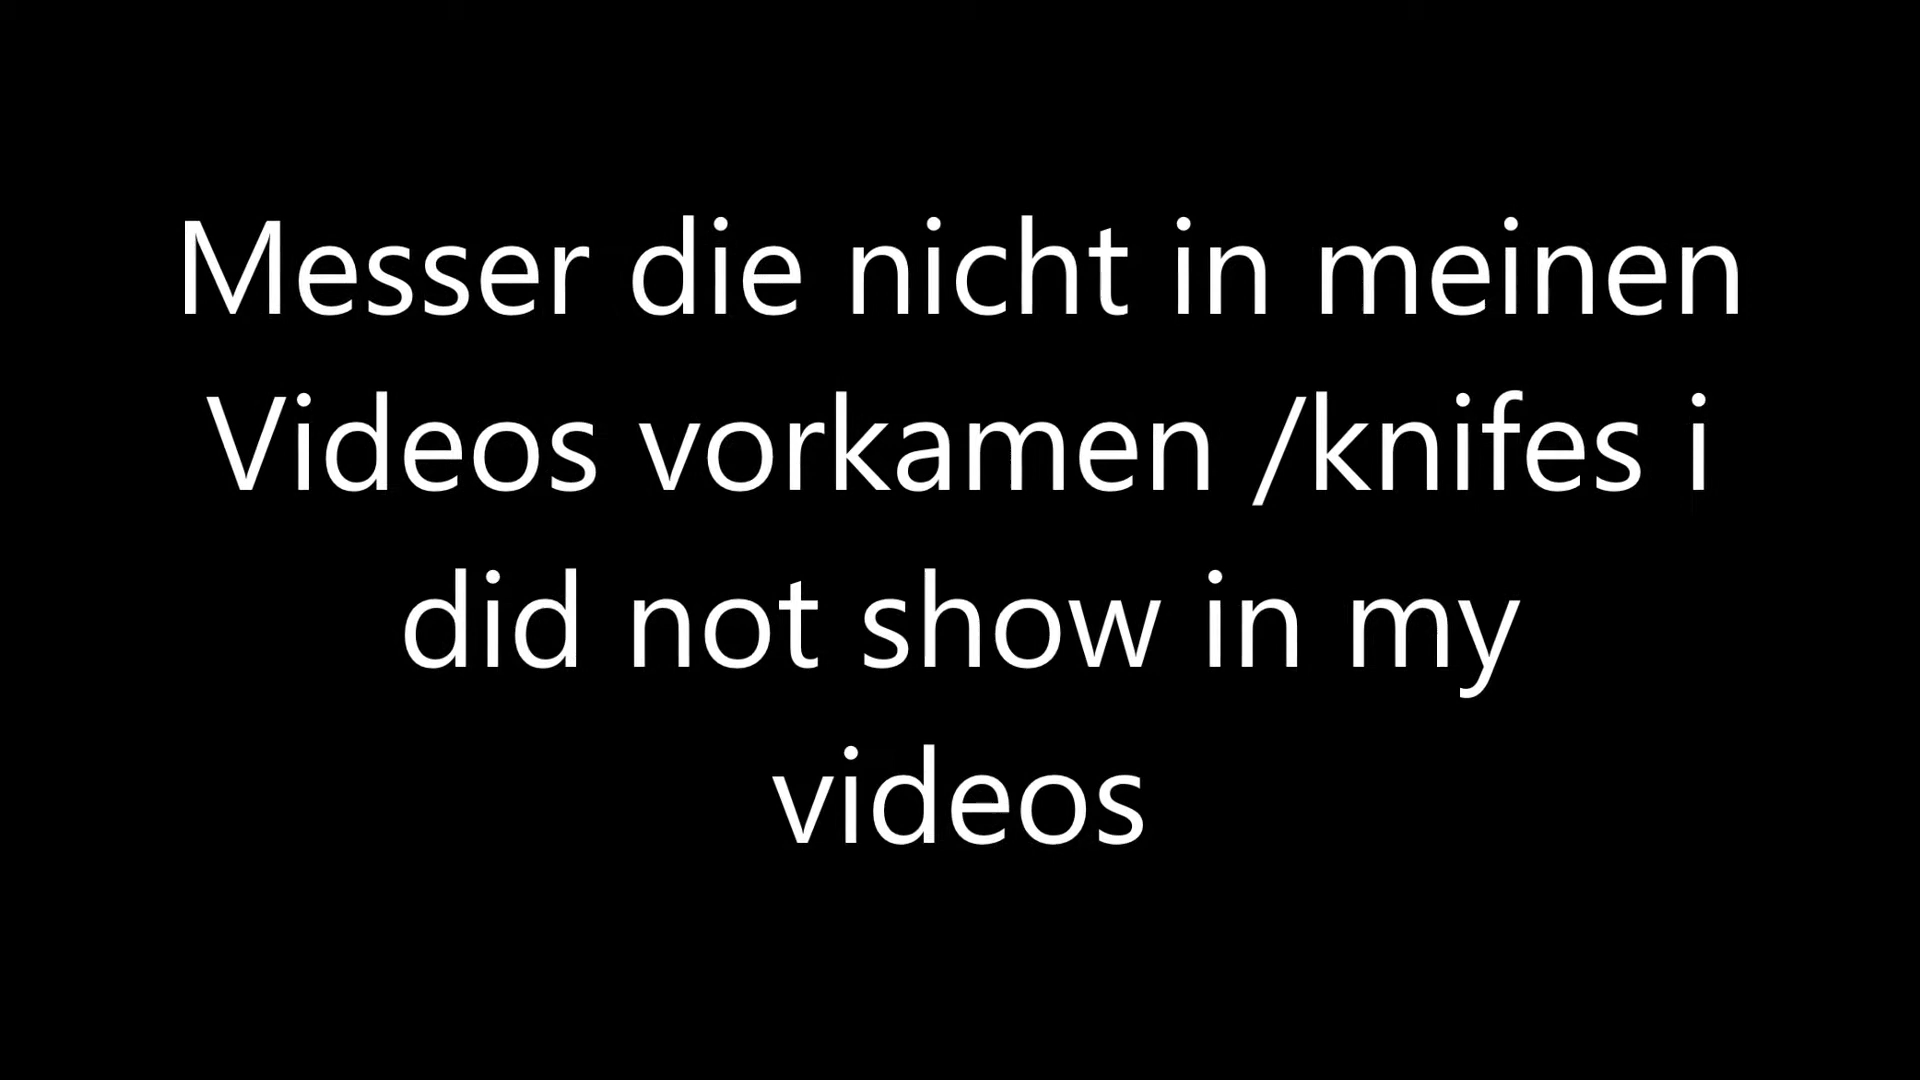 Messer die nicht in meinen
Videos vorkamen /knifes i
did not show in my
videos